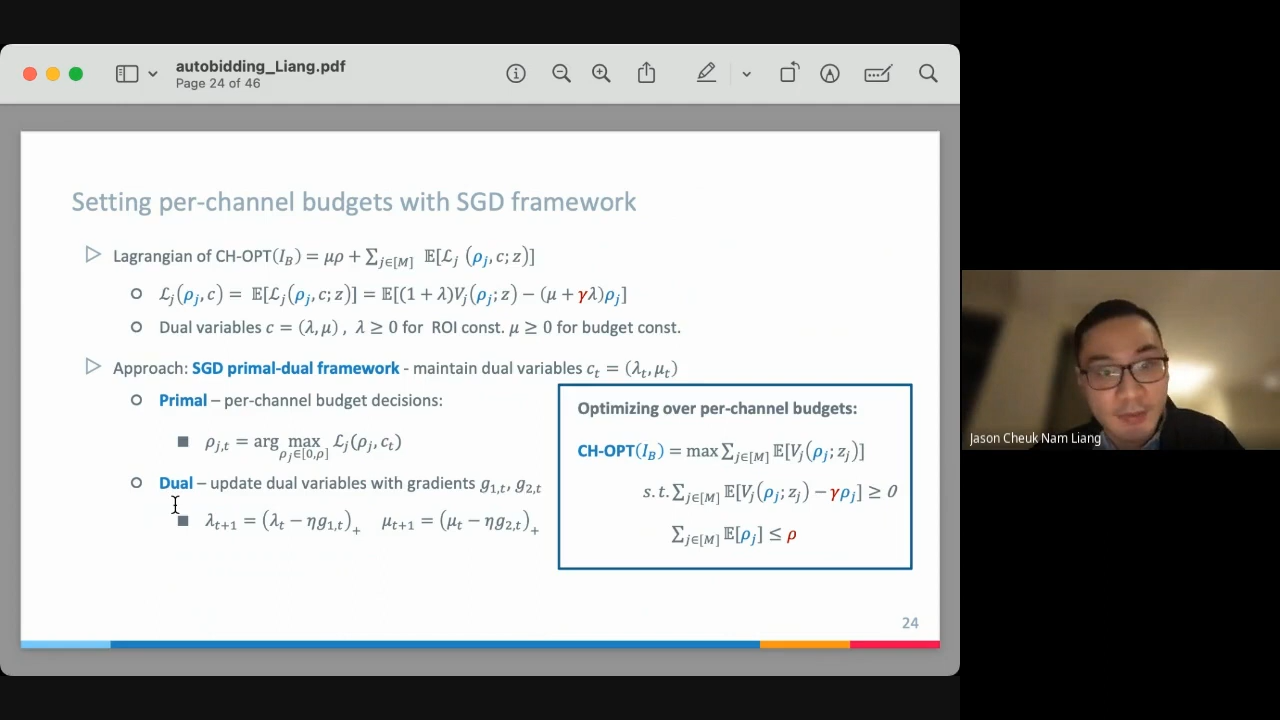 autobidding_Liang.pdf
Page 24 of 46
Setting per-channel budgets with SGD framework
Lagrangian of CH-OPT(I_B) = μρ + Σ_{j∈[M]} 𝔼[ℒ_j (ρ_j, c; z)]
ℒ_j(ρ_j, c) = 𝔼[ℒ_j(ρ_j, c; z)] = 𝔼[(1 + λ)V_j(ρ_j; z) − (μ + γλ)ρ_j]
Dual variables c = (λ, μ) , λ ≥ 0 for ROI const. μ ≥ 0 for budget const.
Approach: SGD primal-dual framework - maintain dual variables c_t = (λ_t, μ_t)
Primal – per-channel budget decisions:
ρ_{j,t} = arg max_{ρ_j∈[0,ρ]} ℒ_j(ρ_j, c_t)
Dual – update dual variables with gradients g_{1,t}, g_{2,t}
λ_{t+1} = (λ_t − ηg_{1,t})_+ μ_{t+1} = (μ_t − ηg_{2,t})_+
Optimizing over per-channel budgets:
CH-OPT(I_B) = max Σ_{j∈[M]} 𝔼[V_j(ρ_j; z_j)]
s.t. Σ_{j∈[M]} 𝔼[V_j(ρ_j; z_j) − γρ_j] ≥ 0
Σ_{j∈[M]} 𝔼[ρ_j] ≤ ρ
24
Jason Cheuk Nam Liang